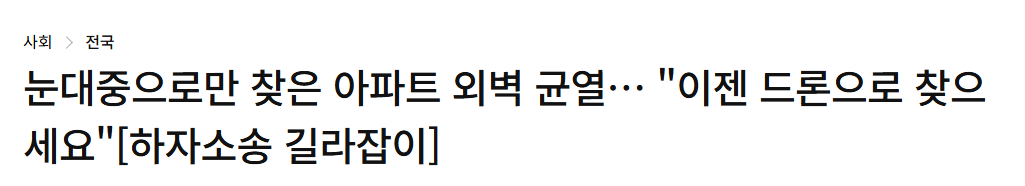 사회 > 전국
눈대중으로만 찾은 아파트 외벽 균열… "이젠 드론으로 찾으
세요"[하자소송 길라잡이]